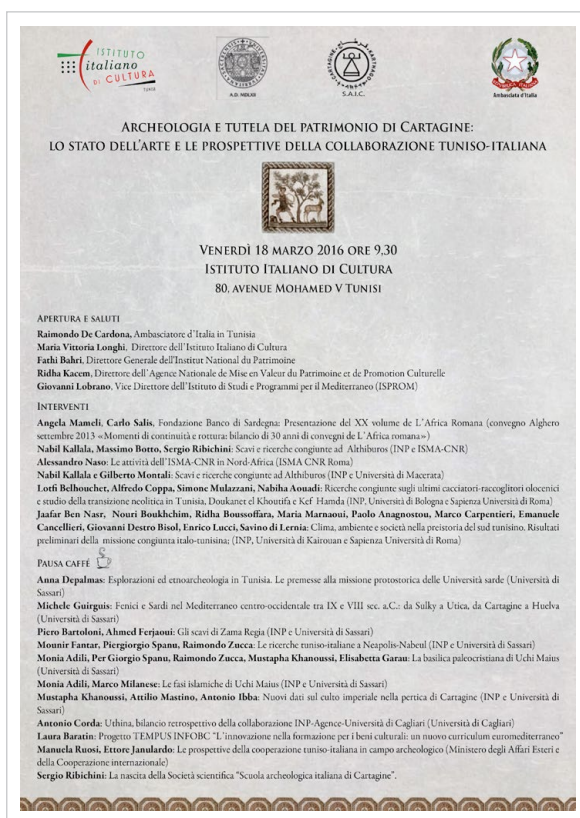 ISTITUTO
italiano
DI CULTURA
TUNISI
A.D. MDLXII
S.A.I.C.
Ambasciata d'Italia
ARCHEOLOGIA E TUTELA DEL PATRIMONIO DI CARTAGINE:
LO STATO DELL'ARTE E LE PROSPETTIVE DELLA COLLABORAZIONE TUNISO-ITALIANA
VENERDÌ 18 MARZO 2016 ORE 9,30
ISTITUTO ITALIANO DI CULTURA
80, AVENUE MOHAMED V TUNISI
APERTURA E SALUTI
Raimondo De Cardona, Ambasciatore d'Italia in Tunisia
Maria Vittoria Longhi, Direttore dell'Istituto Italiano di Cultura
Fathi Bahri, Direttore Generale dell'Institut National du Patrimoine
Ridha Kacem, Direttore dell'Agence Nationale de Mise en Valeur du Patrimoine et de Promotion Culturelle
Giovanni Lobrano, Vice Direttore dell'Istituto di Studi e Programmi per il Mediterraneo (ISPROM)
INTERVENTI
Angela Mameli, Carlo Salis, Fondazione Banco di Sardegna: Presentazione del XX volume de L'Africa Romana (convegno Alghero
settembre 2013 «Momenti di continuità e rottura: bilancio di 30 anni di convegni de L'Africa romana»)
Nabil Kallala, Massimo Botto, Sergio Ribichini: Scavi e ricerche congiunte ad Althiburos (INP e ISMA-CNR)
Alessandro Naso: Le attività dell'ISMA-CNR in Nord-Africa (ISMA CNR Roma)
Nabil Kallala e Gilberto Montali: Scavi e ricerche congiunte ad Althiburos (INP e Università di Macerata)
Lotfi Belhouchet, Alfredo Coppa, Simone Mulazzani, Nabiha Aouadi: Ricerche congiunte sugli ultimi cacciatori-raccoglitori olocenici
e studio della transizione neolitica in Tunisia, Doukanet el Khoutifa e Kef Hamda (INP, Università di Bologna e Sapienza Università di Roma)
Jaafar Ben Nasr, Nouri Boukhchim, Ridha Boussoffara, Maria Marnaoui, Paolo Anagnostou, Marco Carpentieri, Emanuele
Cancellieri, Giovanni Destro Bisol, Enrico Lucci, Savino di Lernia: Clima, ambiente e società nella preistoria del sud tunisino. Risultati
preliminari della missione congiunta italo-tunisina; (INP, Università di Kairouan e Sapienza Università di Roma)
PAUSA CAFFÈ
Anna Depalmas: Esplorazioni ed etnoarcheologia in Tunisia. Le premesse alla missione protostorica delle Università sarde (Università di
Sassari)
Michele Guirguis: Fenici e Sardi nel Mediterraneo centro-occidentale tra IX e VIII sec. a.C.: da Sulky a Utica, da Cartagine a Huelva
(Università di Sassari)
Piero Bartoloni, Ahmed Ferjaoui: Gli scavi di Zama Regia (INP e Università di Sassari)
Mounir Fantar, Piergiorgio Spanu, Raimondo Zucca: Le ricerche tuniso-italiane a Neapolis-Nabeul (INP e Università di Sassari)
Monia Adili, Per Giorgio Spanu, Raimondo Zucca, Mustapha Khanoussi, Elisabetta Garau: La basilica paleocristiana di Uchi Maius
(Università di Sassari)
Monia Adili, Marco Milanese: Le fasi islamiche di Uchi Maius (INP e Università di Sassari)
Mustapha Khanoussi, Attilio Mastino, Antonio Ibba: Nuovi dati sul culto imperiale nella pertica di Cartagine (INP e Università di
Sassari)
Antonio Corda: Uthina, bilancio retrospettivo della collaborazione INP-Agence-Università di Cagliari (Università di Cagliari)
Laura Baratin: Progetto TEMPUS INFOBC "L'innovazione nella formazione per i beni culturali: un nuovo curriculum euromediterraneo"
Manuela Ruosi, Ettore Janulardo: Le prospettive della cooperazione tuniso-italiana in campo archeologico (Ministero degli Affari Esteri e
della Cooperazione internazionale)
Sergio Ribichini: La nascita della Società scientifica "Scuola archeologica italiana di Cartagine".